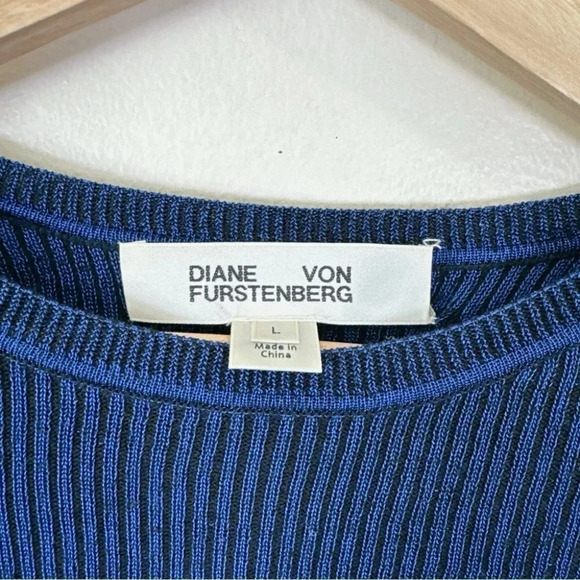 DIANE VON
FURSTENBERG
L
Made in
China